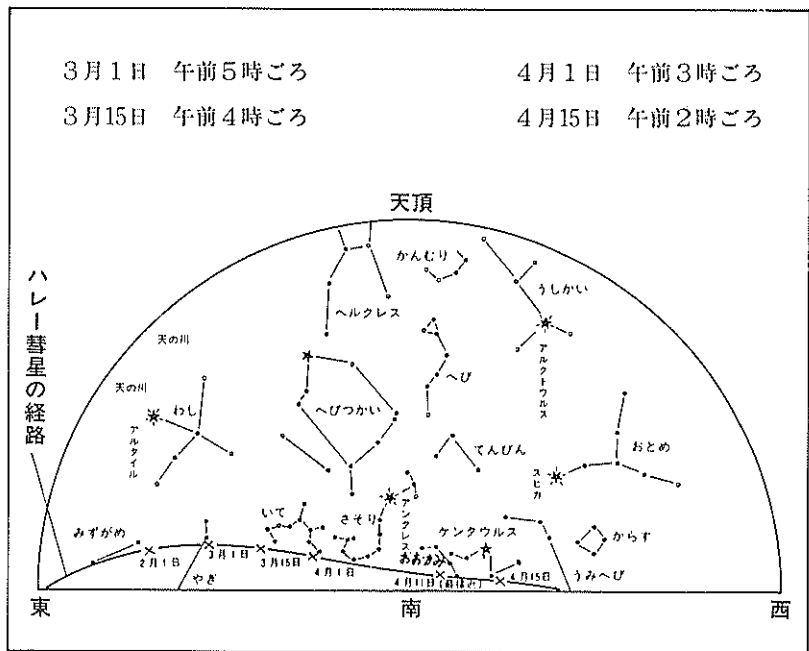 3月1日 午前5時ごろ
4月1日 午前3時ごろ
3月15日 午前4時ごろ
4月15日 午前2時ごろ
天頂
ハレー彗星の経路
かんむり
うしかい
ヘルクレス
天の川
アルクトウルス
へび
天の川
わし
アルタイル
へびつかい
てんびん
おとめ
スピカ
いて
さそり
アンタレス
みずがめ
ケンタウルス
からす
おおかみ
2月1日
3月1日
3月15日
4月1日
4月11日(最接近)
4月15日
うみへび
やぎ
東
南
西